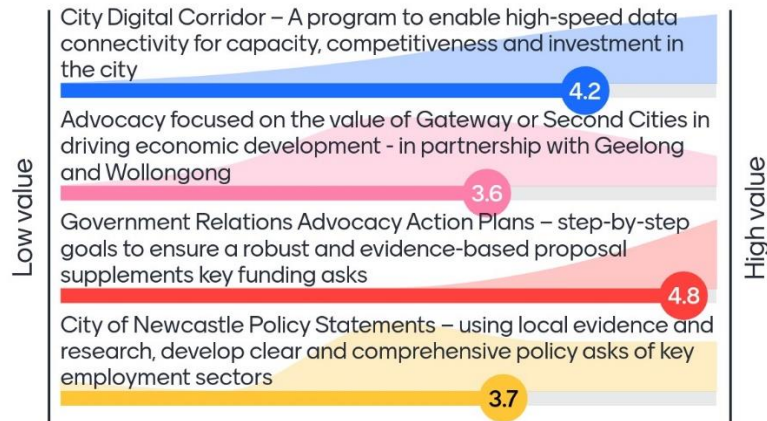 City Digital Corridor – A program to enable high-speed data
connectivity for capacity, competitiveness and investment in
the city
4.2
Advocacy focused on the value of Gateway or Second Cities in
driving economic development - in partnership with Geelong
and Wollongong
3.6
Government Relations Advocacy Action Plans – step-by-step
goals to ensure a robust and evidence-based proposal
supplements key funding asks
4.8
City of Newcastle Policy Statements – using local evidence and
research, develop clear and comprehensive policy asks of key
employment sectors
3.7
Low value
High value